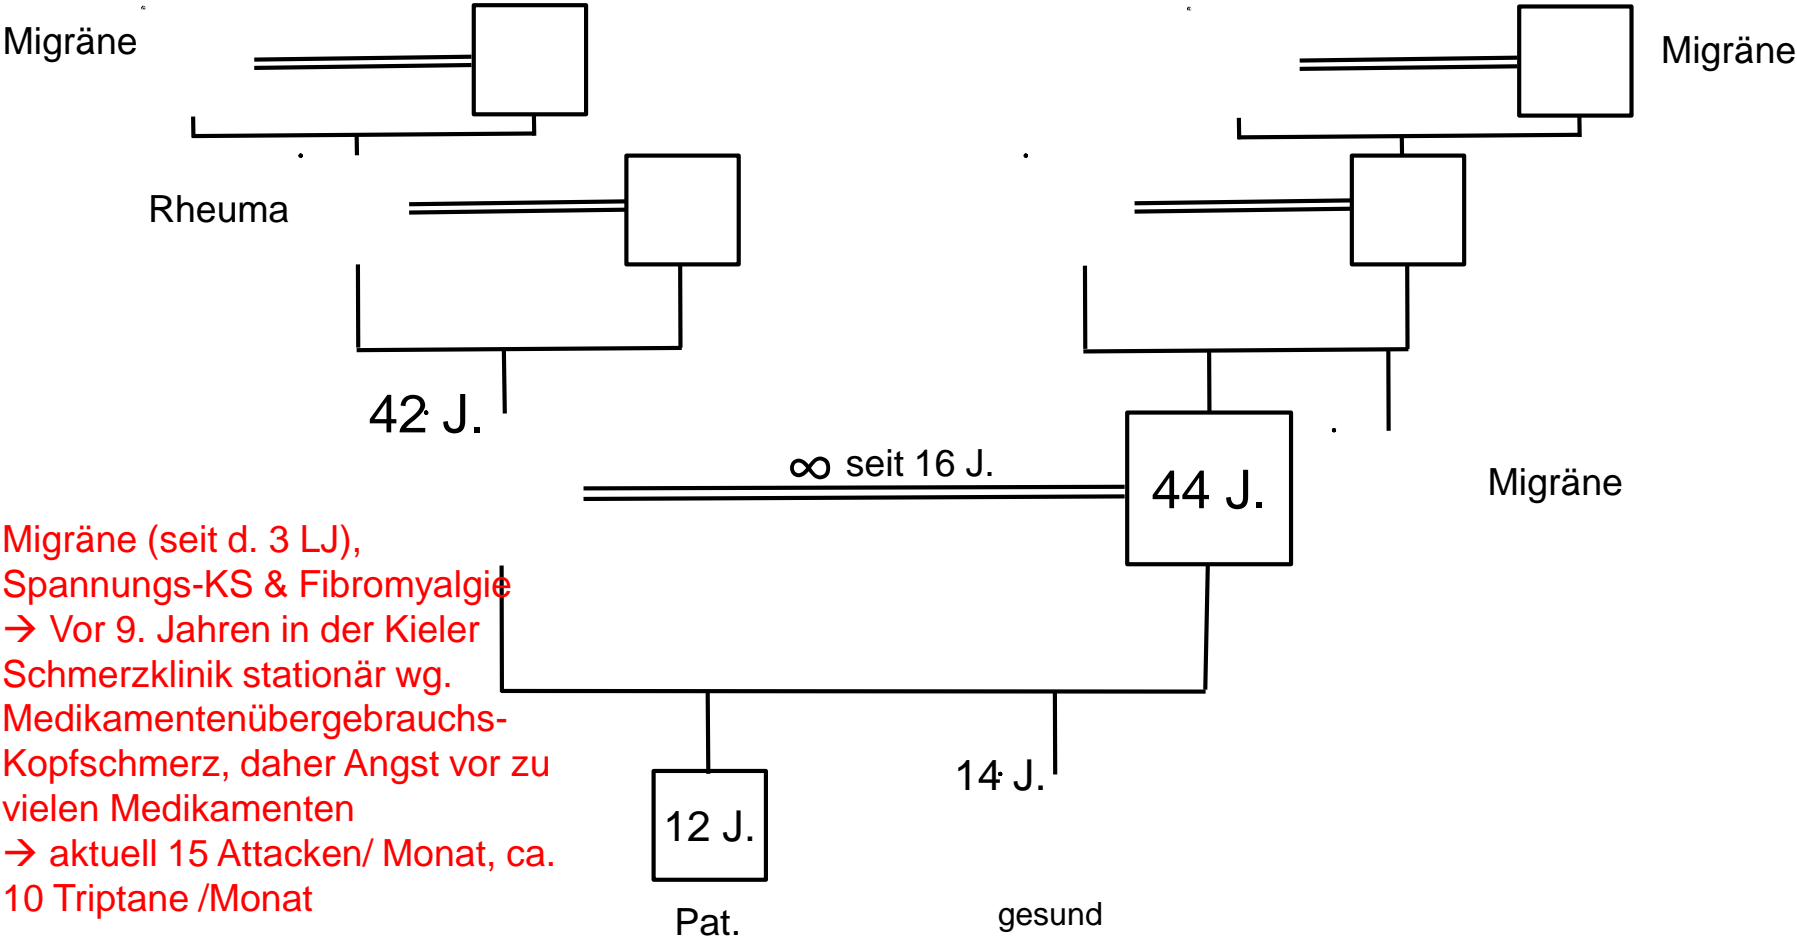 Migräne
Migräne
Rheuma
42 J.
∞ seit 16 J.
44 J.
Migräne
Migräne (seit d. 3 LJ),
Spannungs-KS & Fibromyalgie
→ Vor 9. Jahren in der Kieler
Schmerzklinik stationär wg.
Medikamentenübergebrauchs-
Kopfschmerz, daher Angst vor zu
vielen Medikamenten
→ aktuell 15 Attacken/ Monat, ca.
10 Triptane /Monat
14 J.
12 J.
Pat.
gesund